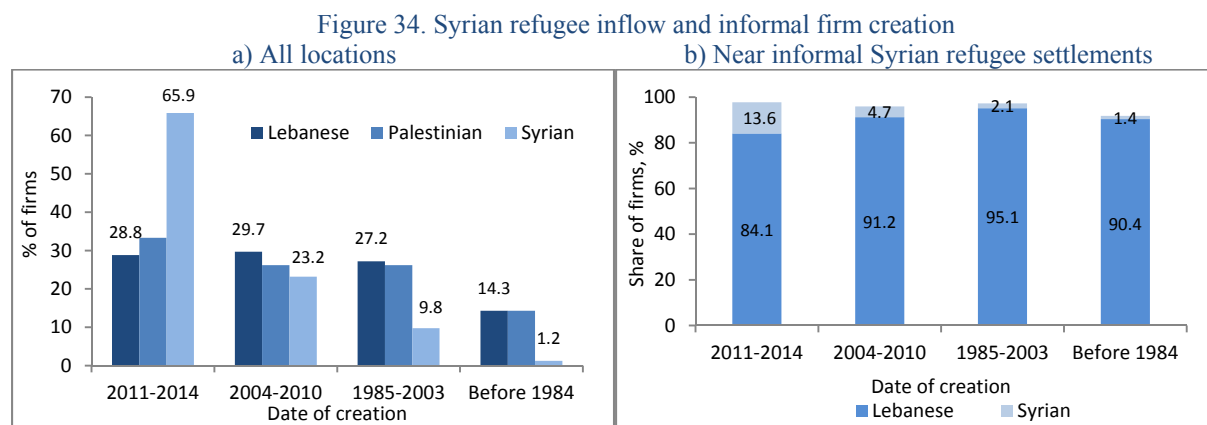 Figure 34. Syrian refugee inflow and informal firm creation
a) All locations
b) Near informal Syrian refugee settlements
70
60
50
40
30
20
10
0
% of firms
Lebanese
Palestinian
Syrian
28.8
65.9
29.7
23.2
27.2
9.8
14.3
1.2
2011-2014
2004-2010
1985-2003
Before 1984
Date of creation
100
80
60
40
20
0
Share of firms, %
13.6
4.7
2.1
1.4
84.1
91.2
95.1
90.4
2011-2014
2004-2010
1985-2003
Before 1984
Date of creation
Lebanese
Syrian